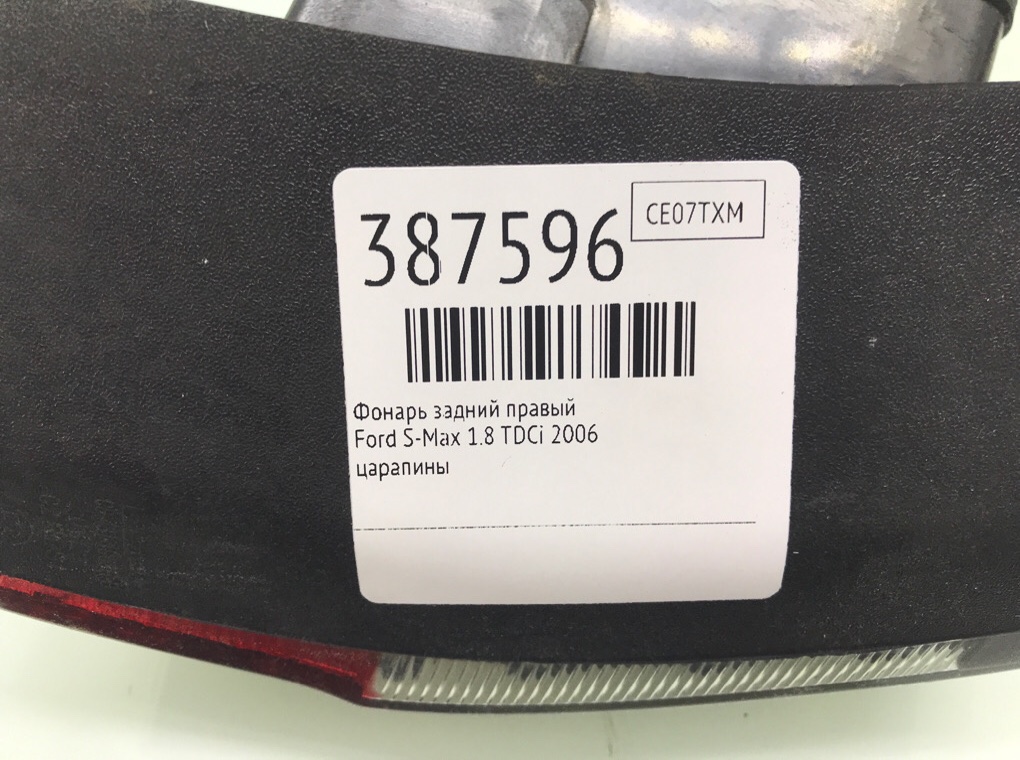 387596
CE07TXM
Фонарь задний правый
Ford S-Max 1.8 TDCi 2006
царапины